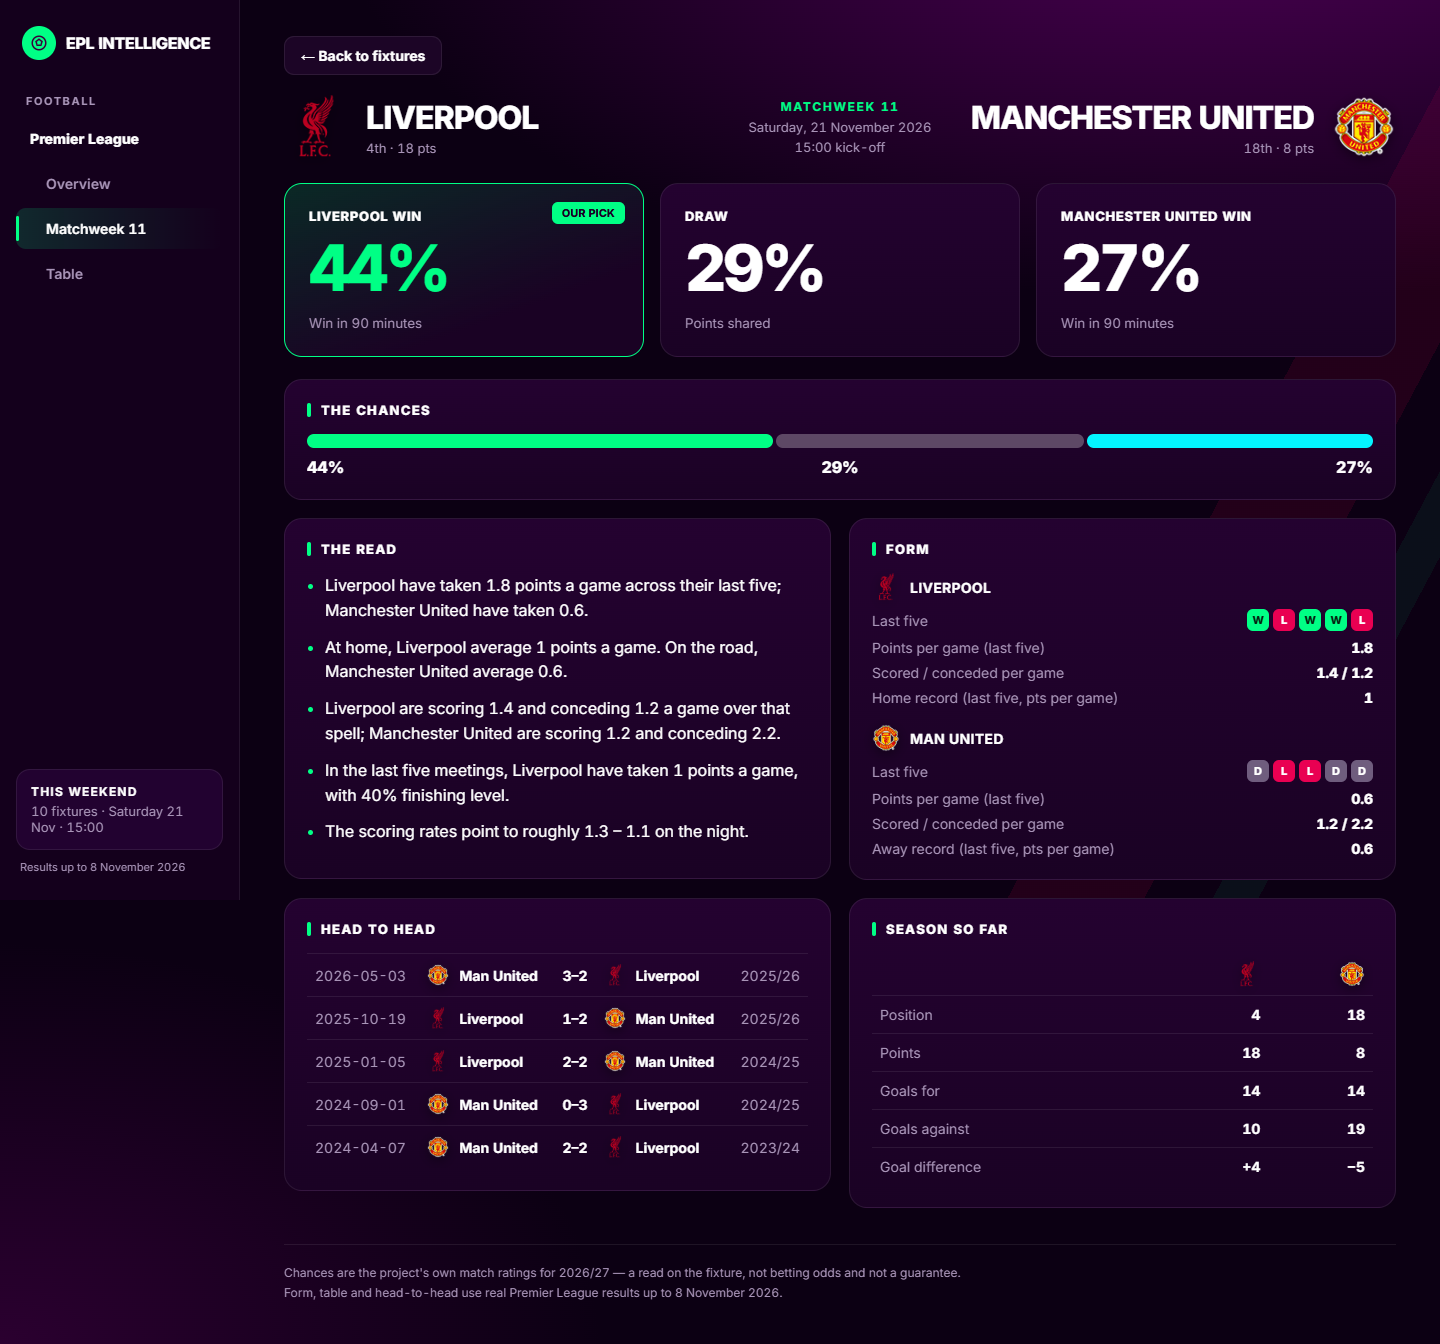 EPL INTELLIGENCE
FOOTBALL
Premier League
Overview
Matchweek 11
Table
THIS WEEKEND
10 fixtures · Saturday 21
Nov · 15:00
Results up to 8 November 2026
← Back to fixtures
L.F.C.
LIVERPOOL
4th · 18 pts
MATCHWEEK 11
Saturday, 21 November 2026
15:00 kick-off
MANCHESTER UNITED
18th · 8 pts
MANCHESTER
UNITED
LIVERPOOL WIN
OUR PICK
44%
Win in 90 minutes
DRAW
29%
Points shared
MANCHESTER UNITED WIN
27%
Win in 90 minutes
THE CHANCES
44% 29% 27%
THE READ
• Liverpool have taken 1.8 points a game across their last five;
Manchester United have taken 0.6.
• At home, Liverpool average 1 points a game. On the road,
Manchester United average 0.6.
• Liverpool are scoring 1.4 and conceding 1.2 a game over that
spell; Manchester United are scoring 1.2 and conceding 2.2.
• In the last five meetings, Liverpool have taken 1 points a game,
with 40% finishing level.
• The scoring rates point to roughly 1.3 – 1.1 on the night.
FORM
LIVERPOOL
Last five W L W W L
Points per game (last five) 1.8
Scored / conceded per game 1.4 / 1.2
Home record (last five, pts per game) 1
MAN UNITED
Last five D L L D D
Points per game (last five) 0.6
Scored / conceded per game 1.2 / 2.2
Away record (last five, pts per game) 0.6
HEAD TO HEAD
2026-05-03 Man United 3–2 Liverpool 2025/26
2025-10-19 Liverpool 1–2 Man United 2025/26
2025-01-05 Liverpool 2–2 Man United 2024/25
2024-09-01 Man United 0–3 Liverpool 2024/25
2024-04-07 Man United 2–2 Liverpool 2023/24
SEASON SO FAR
Position 4 18
Points 18 8
Goals for 14 14
Goals against 10 19
Goal difference +4 −5
Chances are the project's own match ratings for 2026/27 — a read on the fixture, not betting odds and not a guarantee.
Form, table and head-to-head use real Premier League results up to 8 November 2026.